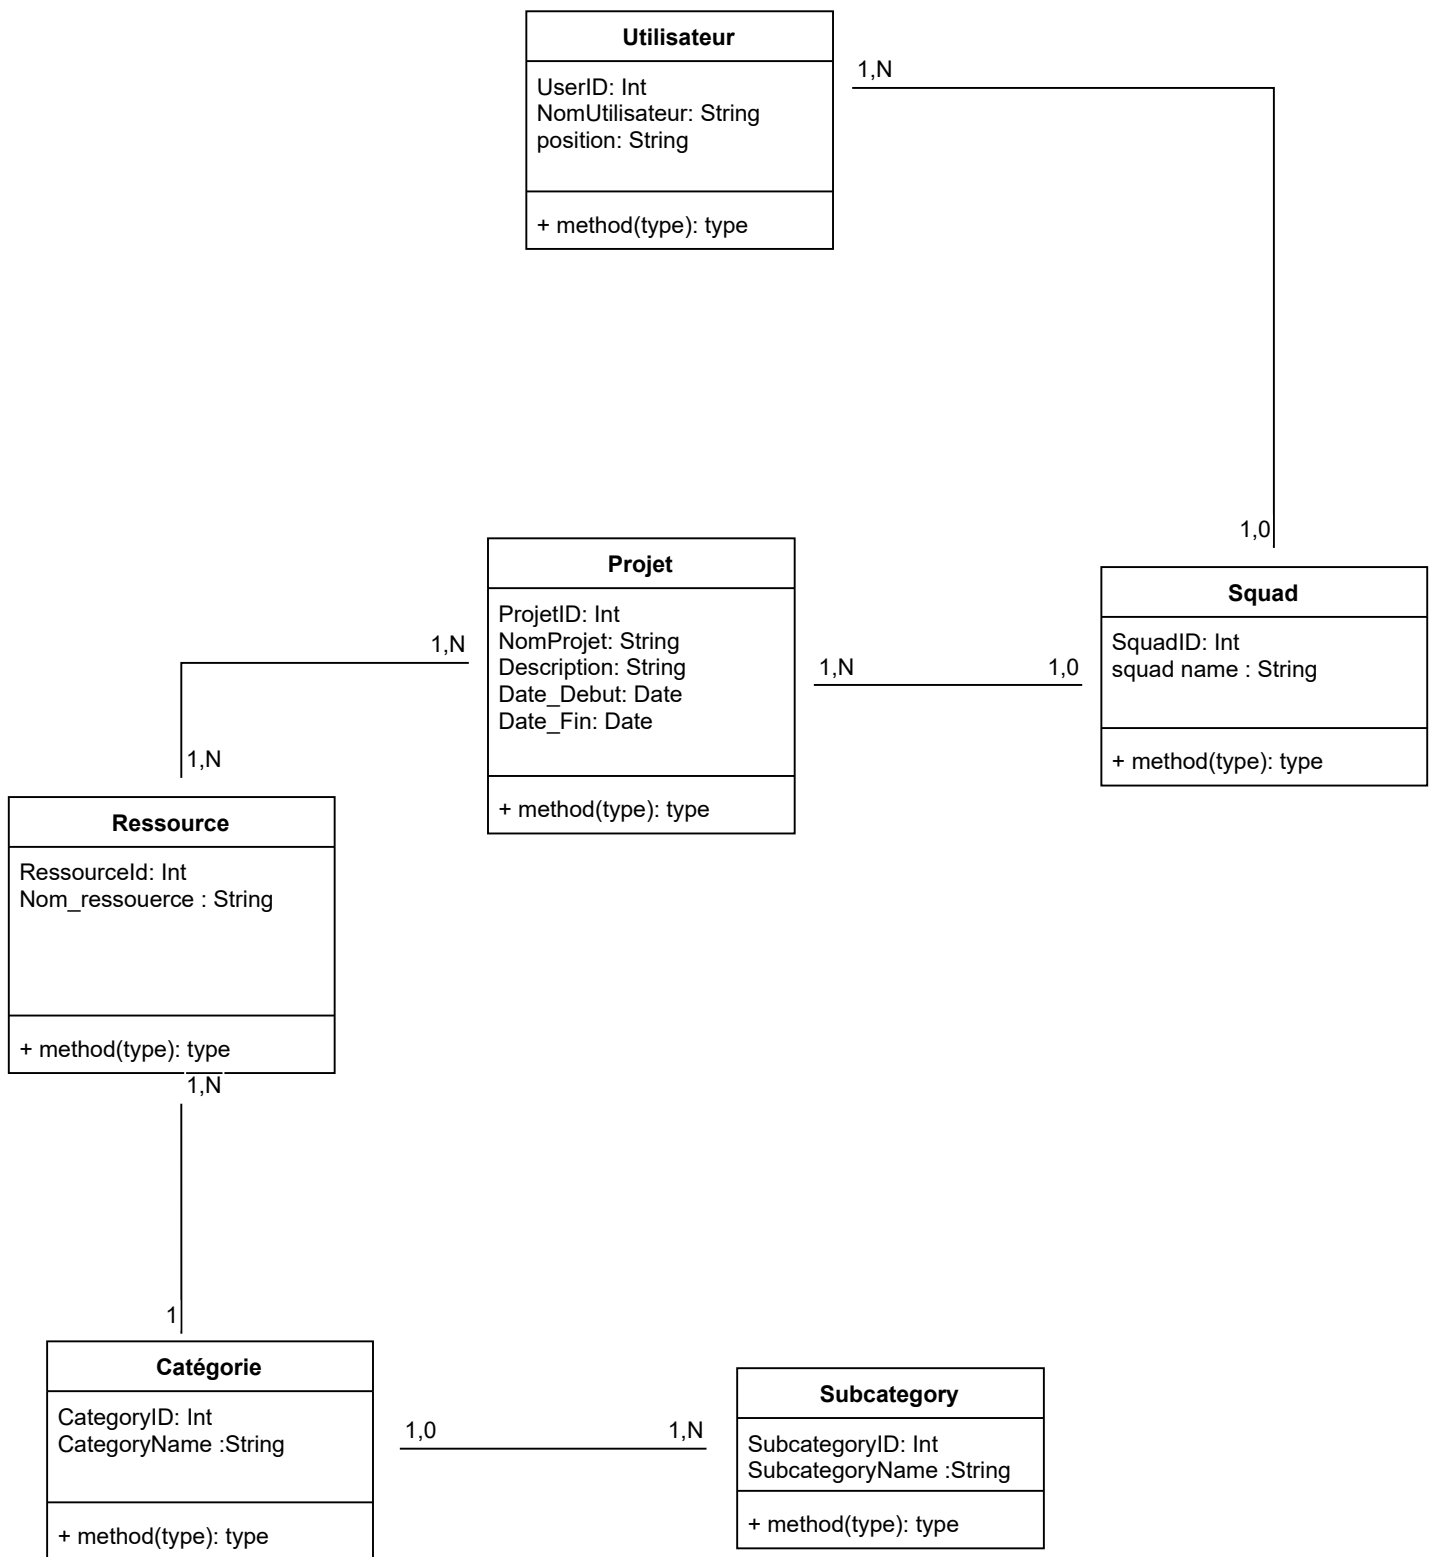 Utilisateur
UserID: Int
NomUtilisateur: String
position: String
+ method(type): type
1,N
1,0
Projet
ProjetID: Int
NomProjet: String
Description: String
Date_Debut: Date
Date_Fin: Date
+ method(type): type
1,N
1,0
Squad
SquadID: Int
squad name : String
+ method(type): type
1,N
1,N
Ressource
RessourceId: Int
Nom_ressouerce : String
+ method(type): type
1,N
1
Catégorie
CategoryID: Int
CategoryName :String
+ method(type): type
1,0
1,N
Subcategory
SubcategoryID: Int
SubcategoryName :String
+ method(type): type